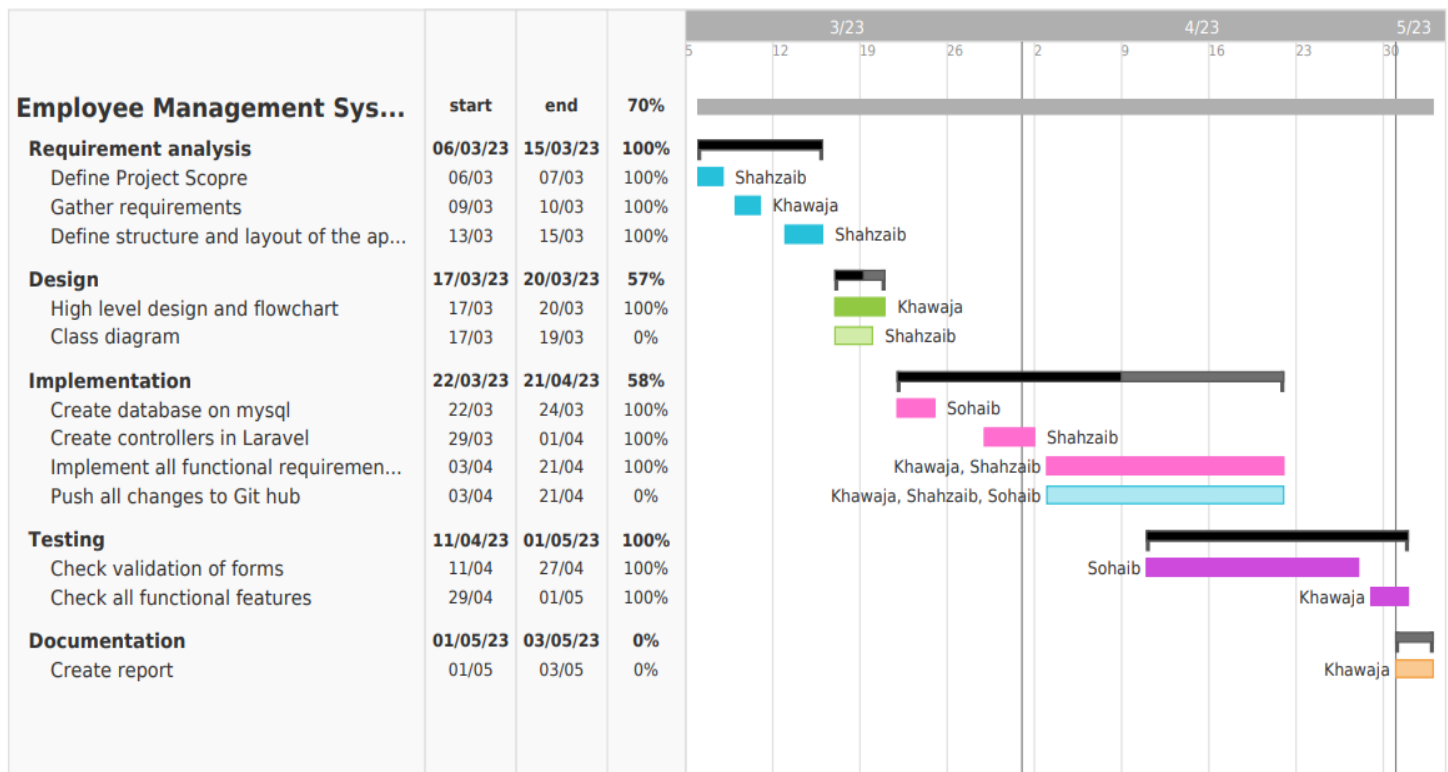 3/23 4/23 5/23
5 12 19 26 2 9 16 23 30
Employee Management Sys... start end 70%
Requirement analysis 06/03/23 15/03/23 100%
Define Project Scopre 06/03 07/03 100% Shahzaib
Gather requirements 09/03 10/03 100% Khawaja
Define structure and layout of the ap... 13/03 15/03 100% Shahzaib
Design 17/03/23 20/03/23 57%
High level design and flowchart 17/03 20/03 100% Khawaja
Class diagram 17/03 19/03 0% Shahzaib
Implementation 22/03/23 21/04/23 58%
Create database on mysql 22/03 24/03 100% Sohaib
Create controllers in Laravel 29/03 01/04 100% Shahzaib
Implement all functional requiremen... 03/04 21/04 100% Khawaja, Shahzaib
Push all changes to Git hub 03/04 21/04 0% Khawaja, Shahzaib, Sohaib
Testing 11/04/23 01/05/23 100%
Check validation of forms 11/04 27/04 100% Sohaib
Check all functional features 29/04 01/05 100% Khawaja
Documentation 01/05/23 03/05/23 0%
Create report 01/05 03/05 0% Khawaja